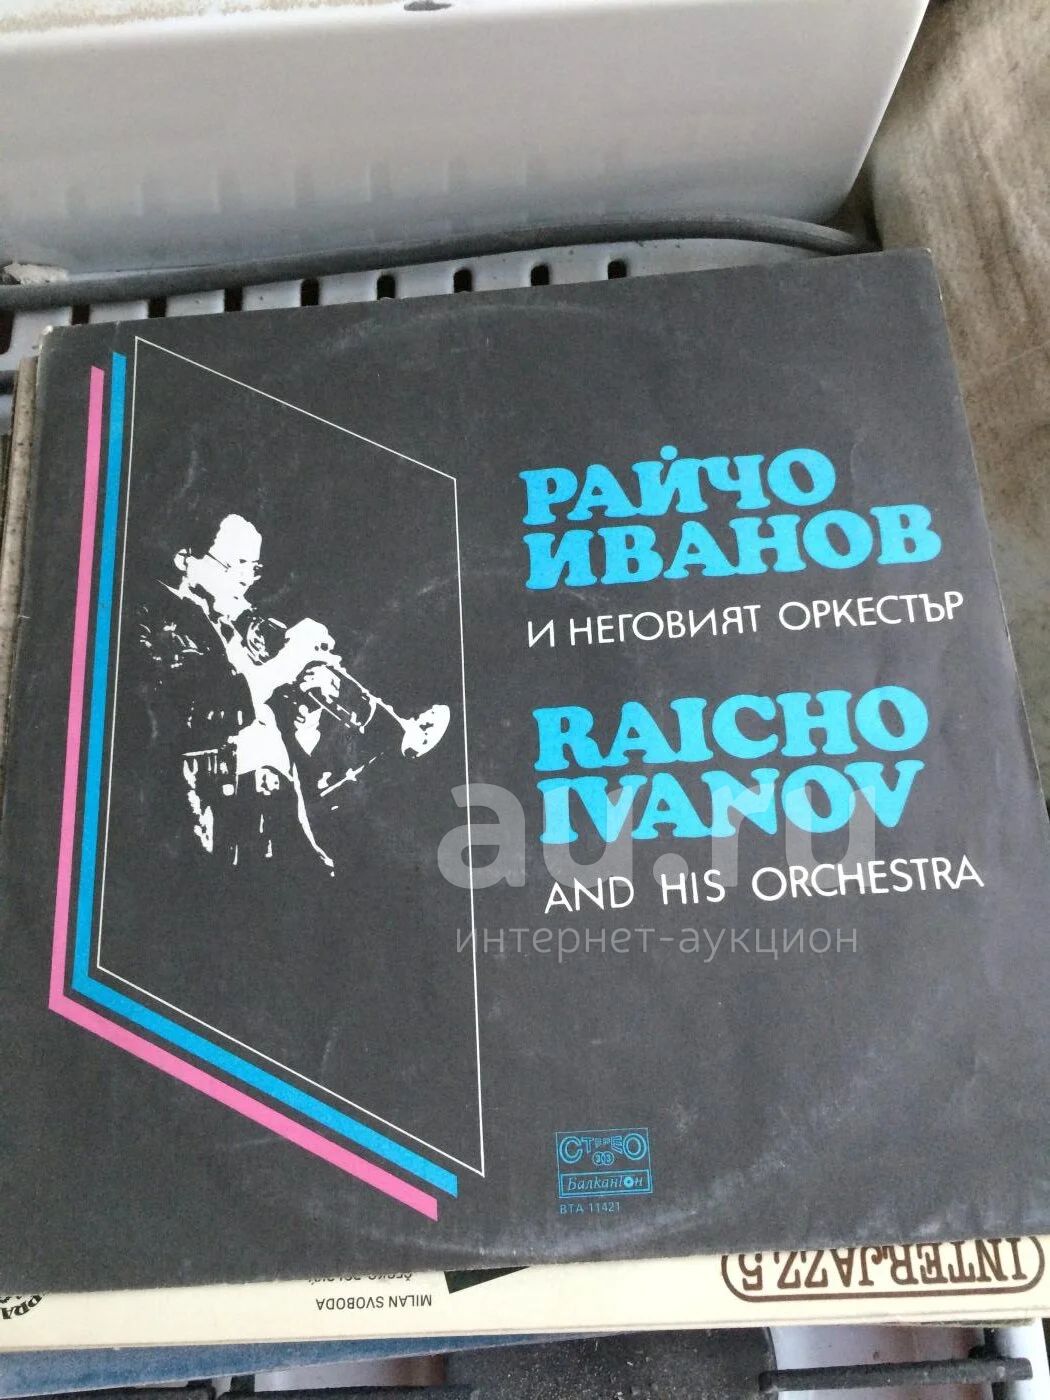 РАЙЧО
ИВАНОВ
И НЕГОВИЯТ ОРКЕСТЪР
RAICHO
IVANOV
AND HIS ORCHESTRA
au.ru
интернет-аукцион
СТЕРЕО
33
БалканТон
ВТА 11421
INTERJAZZ 5
MILAN SVOBODA